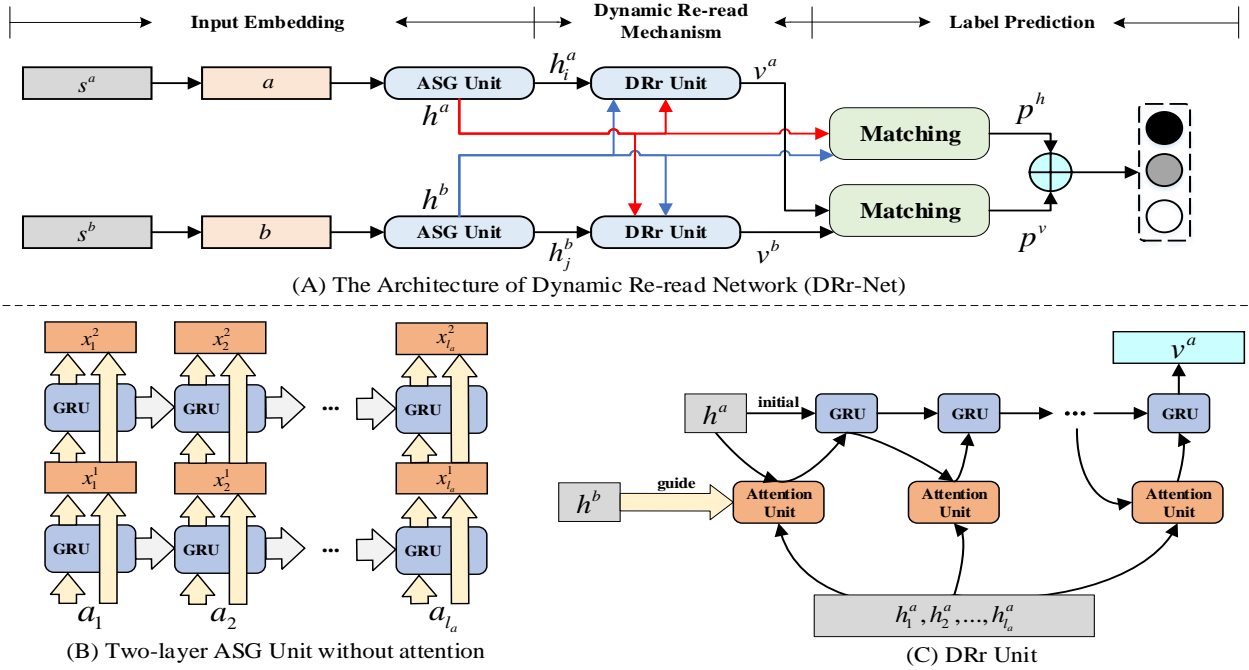 Input Embedding
Dynamic Re-read
Mechanism
Label Prediction
s^a
a
ASG Unit
h_i^a
DRr Unit
v^a
h^a
Matching
p^h
h^b
Matching
p^v
s^b
b
ASG Unit
h_j^b
DRr Unit
v^b
(A) The Architecture of Dynamic Re-read Network (DRr-Net)
x_1^2
x_2^2
x_{l_a}^2
GRU
GRU
...
GRU
x_1^1
x_2^1
x_{l_a}^1
GRU
GRU
...
GRU
a_1
a_2
a_{l_a}
(B) Two-layer ASG Unit without attention
v^a
h^a
initial
GRU
GRU
...
GRU
h^b
guide
Attention
Unit
Attention
Unit
Attention
Unit
h_1^a, h_2^a, ..., h_{l_a}^a
(C) DRr Unit